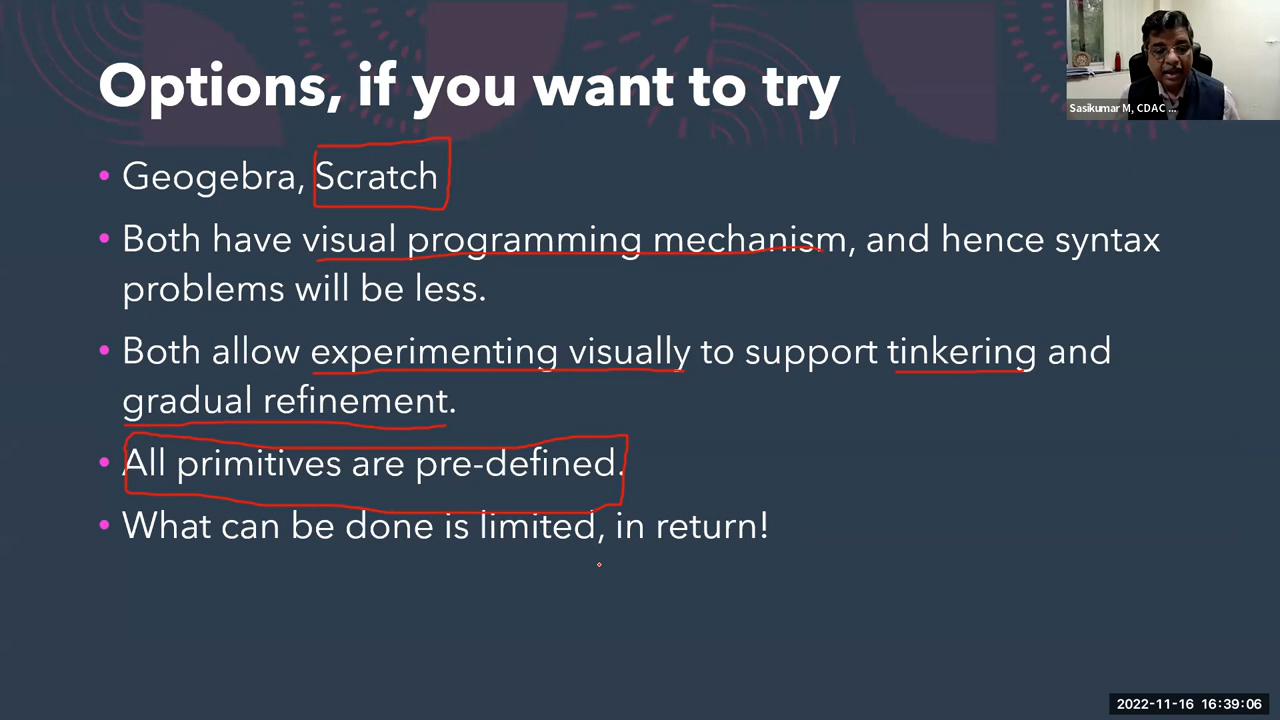 Options, if you want to try
Sasikumar M, CDAC ...
• Geogebra, Scratch
• Both have visual programming mechanism, and hence syntax
problems will be less.
• Both allow experimenting visually to support tinkering and
gradual refinement.
• All primitives are pre-defined.
• What can be done is limited, in return!
2022-11-16 16:39:06